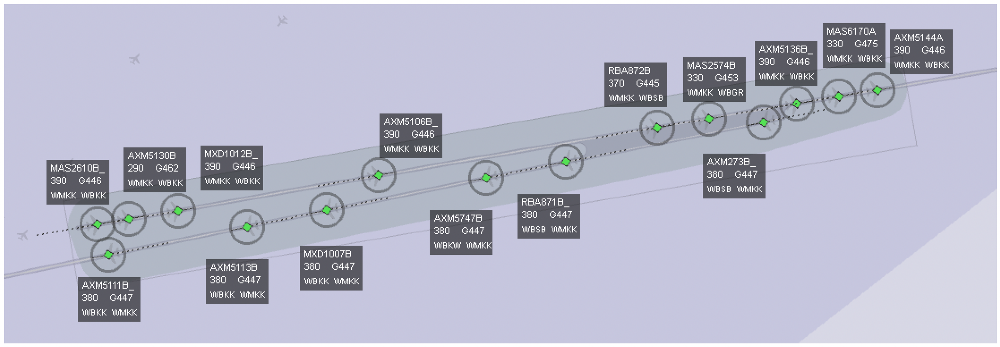 MAS6170A
330 G475
WMKK WBKK
AXM5144A
390 G446
WMKK WBKK
AXM5136B_
390 G446
WMKK WBKK
MAS2574B
330 G453
WMKK WBGR
RBA872B
370 G445
WMKK WBSB
AXM5106B_
390 G446
WMKK WBKK
MXD1012B_
390 G446
WMKK WBKK
AXM5130B
290 G462
WMKK WBKK
MAS2610B_
390 G446
WMKK WBKK
AXM273B_
380 G447
WBSB WMKK
RBA871B_
380 G447
WBSB WMKK
AXM5747B
380 G447
WBKW WMKK
MXD1007B
380 G447
WBKK WMKK
AXM5113B
380 G447
WBKK WMKK
AXM5111B_
380 G447
WBKK WMKK